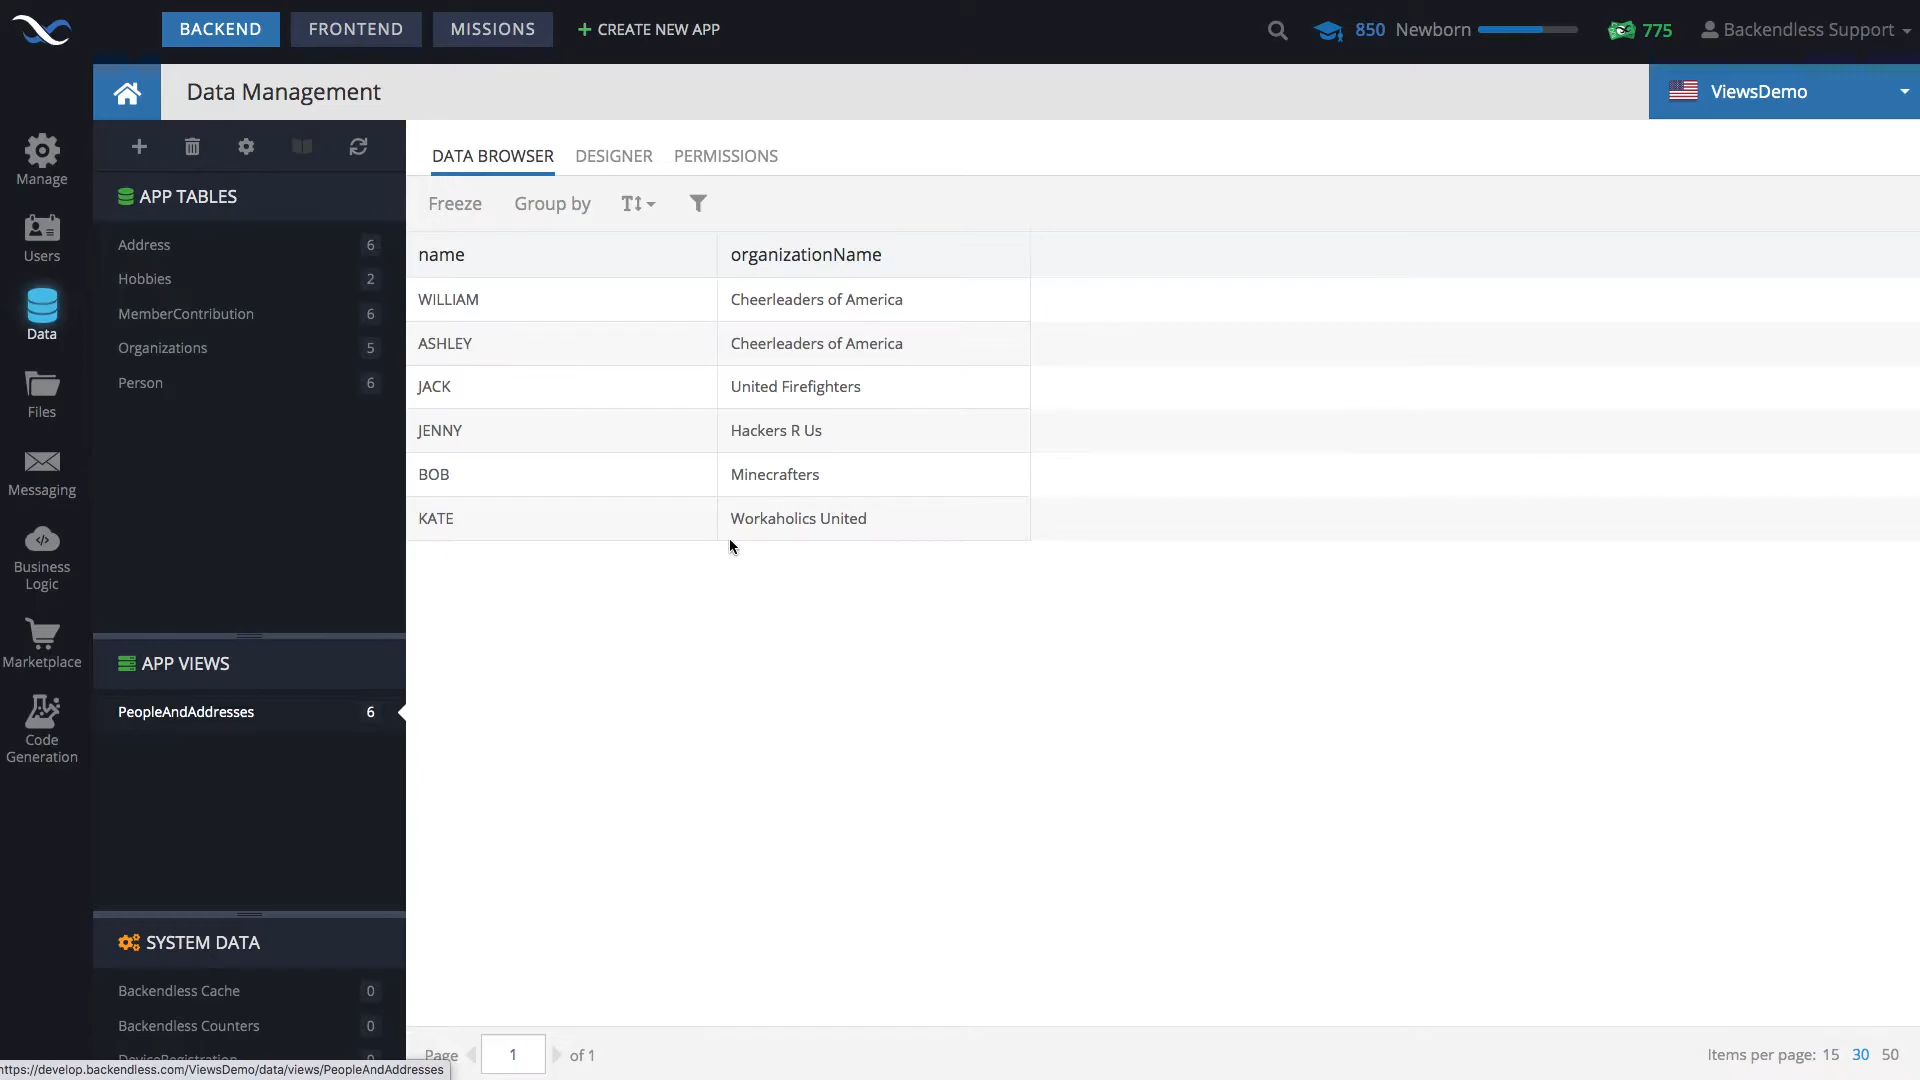 BACKEND FRONTEND MISSIONS + CREATE NEW APP 850 Newborn 775 Backendless Support
Data Management ViewsDemo
Manage
Users
Data
Files
Messaging
Business
Logic
Marketplace
Code
Generation
APP TABLES
Address 6
Hobbies 2
MemberContribution 6
Organizations 5
Person 6
APP VIEWS
PeopleAndAddresses 6
SYSTEM DATA
Backendless Cache 0
Backendless Counters 0
DeviceRegistration 0
DATA BROWSER DESIGNER PERMISSIONS
Freeze Group by
name organizationName
WILLIAM Cheerleaders of America
ASHLEY Cheerleaders of America
JACK United Firefighters
JENNY Hackers R Us
BOB Minecrafters
KATE Workaholics United
Page 1 of 1 Items per page: 15 30 50
https://develop.backendless.com/ViewsDemo/data/views/PeopleAndAddresses